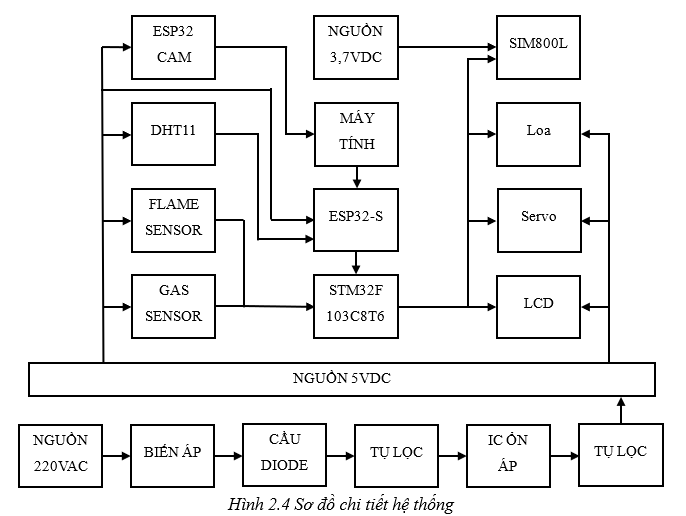 ESP32
CAM
NGUỒN
3,7VDC
SIM800L
DHT11
MÁY
TÍNH
Loa
FLAME
SENSOR
ESP32-S
Servo
GAS
SENSOR
STM32F
103C8T6
LCD
NGUỒN 5VDC
NGUỒN
220VAC
BIẾN ÁP
CẦU
DIODE
TỤ LỌC
IC ỔN
ÁP
TỤ LỌC
Hình 2.4 Sơ đồ chi tiết hệ thống